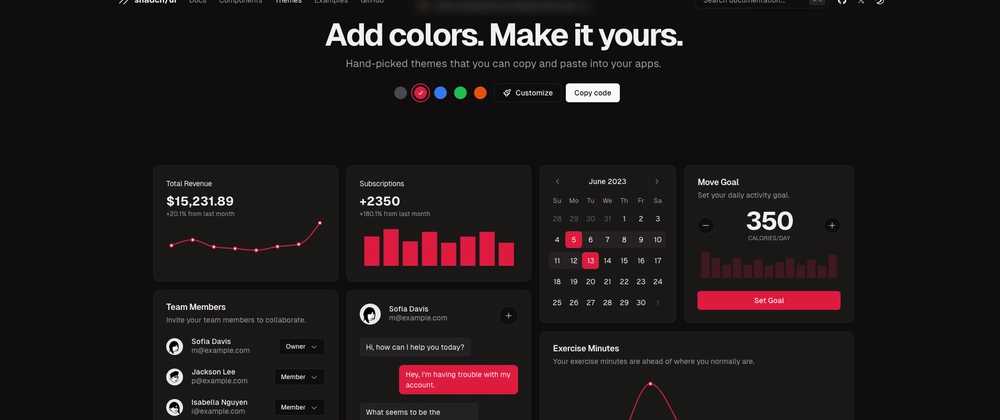 shadcn/ui Docs Components Themes Examples GitHub
Search documentation...
Add colors. Make it yours.
Hand-picked themes that you can copy and paste into your apps.
Customize Copy code
Total Revenue
$15,231.89
+20.1% from last month
Subscriptions
+2350
+180.1% from last month
June 2023
Su Mo Tu We Th Fr Sa
28 29 30 31 1 2 3
4 5 6 7 8 9 10
11 12 13 14 15 16 17
18 19 20 21 22 23 24
25 26 27 28 29 30 1
Move Goal
Set your daily activity goal.
350
CALORIES/DAY
Set Goal
Team Members
Invite your team members to collaborate.
Sofia Davis
m@example.com
Owner
Jackson Lee
p@example.com
Member
Isabella Nguyen
i@example.com
Member
Sofia Davis
m@example.com
Hi, how can I help you today?
Hey, I'm having trouble with my
account.
What seems to be the
Exercise Minutes
Your exercise minutes are ahead of where you normally are.